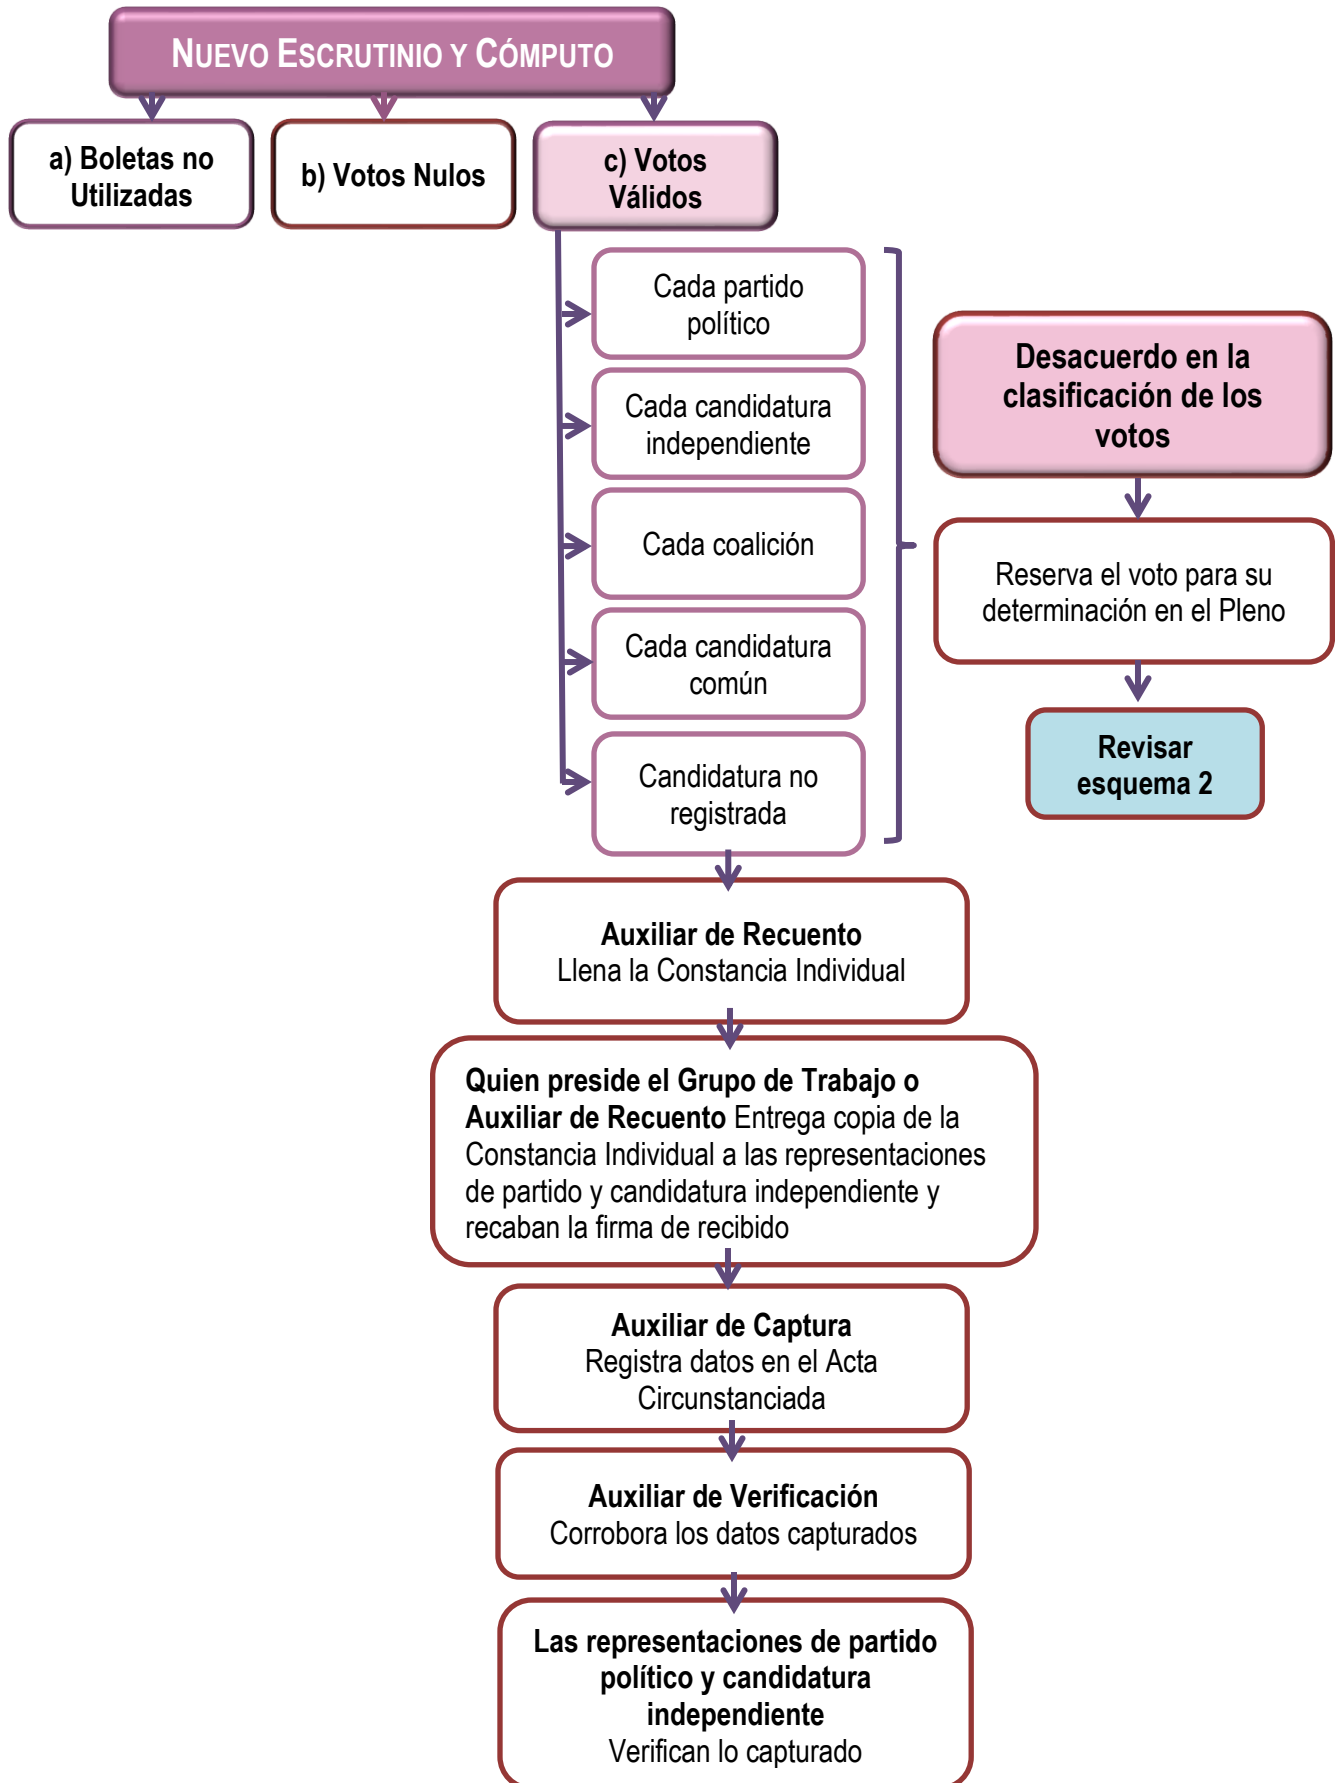 NUEVO ESCRUTINIO Y CÓMPUTO
a) Boletas no
Utilizadas
b) Votos Nulos
c) Votos
Válidos
Cada partido
político
Cada candidatura
independiente
Cada coalición
Cada candidatura
común
Candidatura no
registrada
Desacuerdo en la
clasificación de los
votos
Reserva el voto para su
determinación en el Pleno
Revisar
esquema 2
Auxiliar de Recuento
Llena la Constancia Individual
Quien preside el Grupo de Trabajo o
Auxiliar de Recuento Entrega copia de la
Constancia Individual a las representaciones
de partido y candidatura independiente y
recaban la firma de recibido
Auxiliar de Captura
Registra datos en el Acta
Circunstanciada
Auxiliar de Verificación
Corrobora los datos capturados
Las representaciones de partido
político y candidatura
independiente
Verifican lo capturado